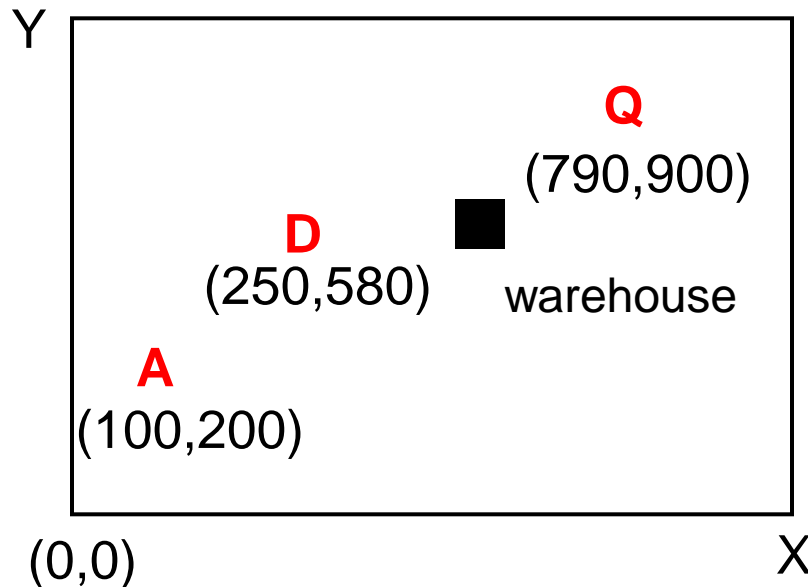 Y
Q
(790,900)
D
(250,580)
warehouse
A
(100,200)
(0,0)
X